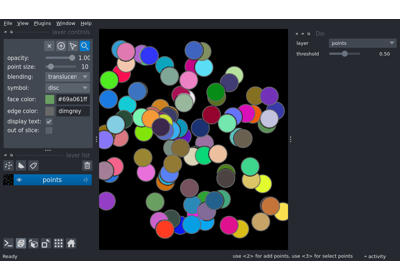 File View Plugins Window Help
layer controls
opacity: 1.00
point size: 10
blending: translucen
symbol: disc
face color: #69a061ff
edge color: dimgrey
display text: ✓
out of slice:
layer list
points
Do
layer points
threshold 0.50
Ready use <2> for add points, use <3> for select points activity